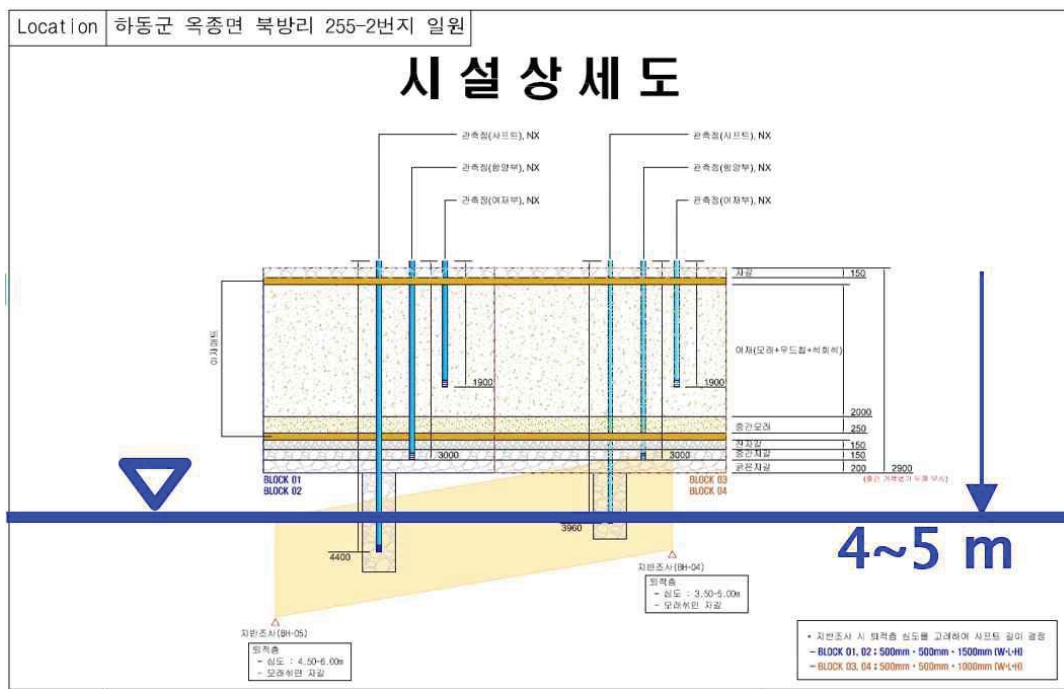 Location 하동군 옥종면 북방리 255-2번지 일원
시설상세도
관측정(샤프트), NX
관측정(함양부), NX
관측정(여재부), NX
관측정(샤프트), NX
관측정(함양부), NX
관측정(여재부), NX
자갈 150
여재(모래+우드칩+석회석)
1900
1900
2000
중간모래 250
잔자갈 150
3000
3000
중간자갈 150
굵은자갈 200
2900
BLOCK 01
BLOCK 02
BLOCK 03
BLOCK 04
3960
4400
4~5 m
지반조사(BH-04)
퇴적층
- 심도 : 3.50-5.00m
- 모래섞인 자갈
지반조사(BH-05)
퇴적층
- 심도 : 4.50-6.00m
- 모래섞인 자갈
• 지반조사 시 퇴적층 심도를 고려하여 샤프트 길이 결정
- BLOCK 01, 02 : 500mm · 500mm · 1500mm (W·L·H)
- BLOCK 03, 04 : 500mm · 500mm · 1000mm (W·L·H)